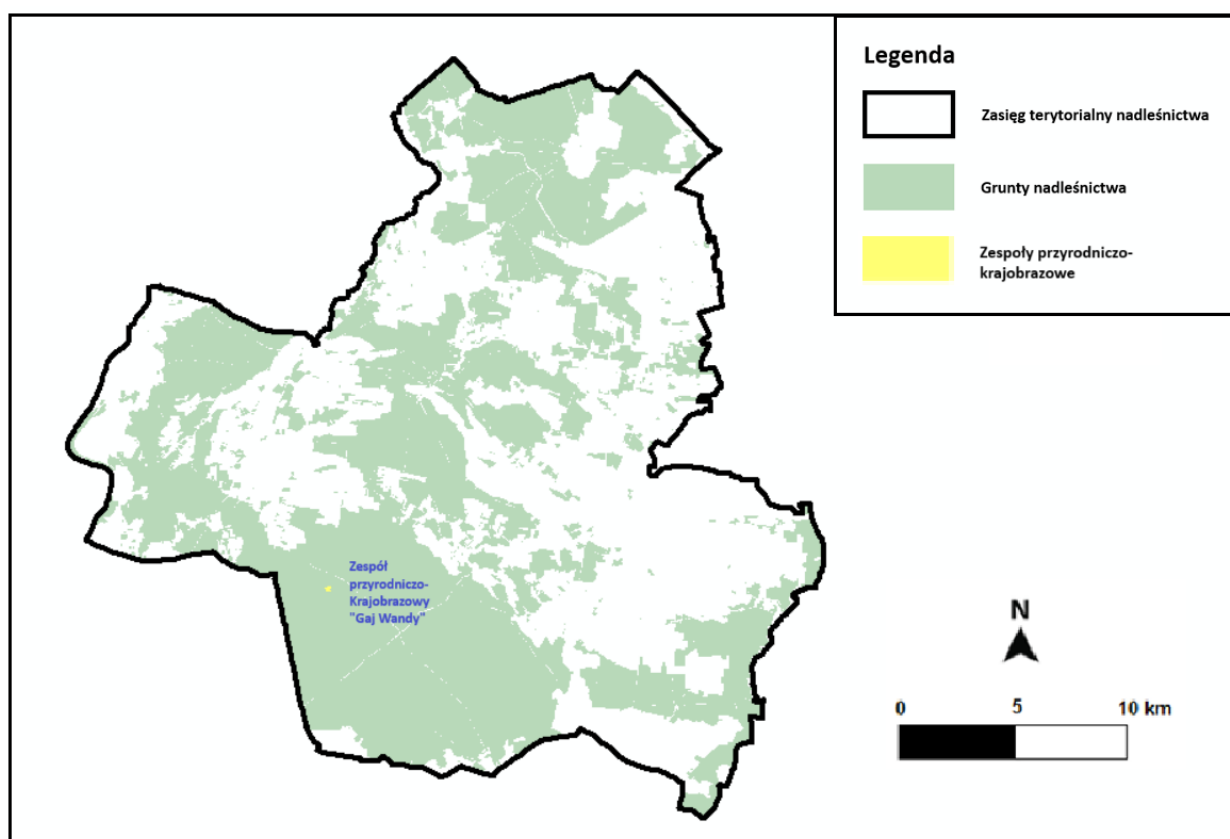 Legenda
Zasięg terytorialny nadleśnictwa
Grunty nadleśnictwa
Zespoły przyrodniczo-
krajobrazowe
Zespół
przyrodniczo-
Krajobrazowy
"Gaj Wandy"
N
0 5 10 km